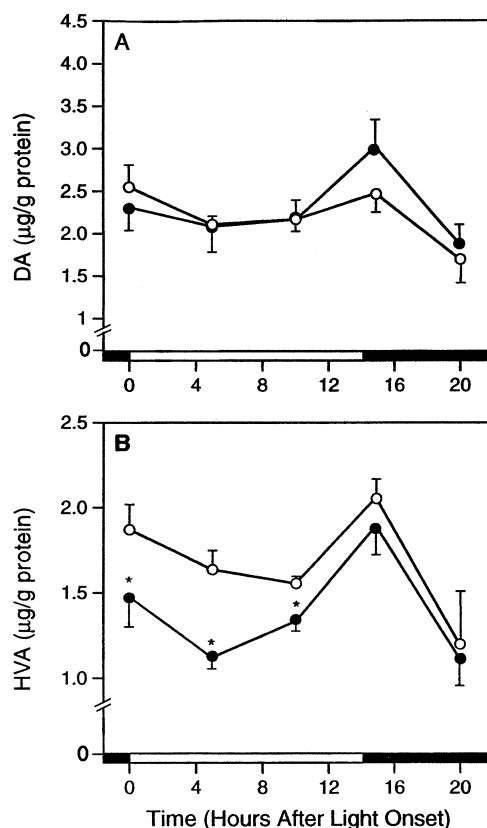 A
DA (µg/g protein)
4.5
4.0
3.5
3.0
2.5
2.0
1.5
1
0
0 4 8 12 16 20
B
HVA (µg/g protein)
2.5
2.0
1.5
1.0
0
* * *
0 4 8 12 16 20
Time (Hours After Light Onset)